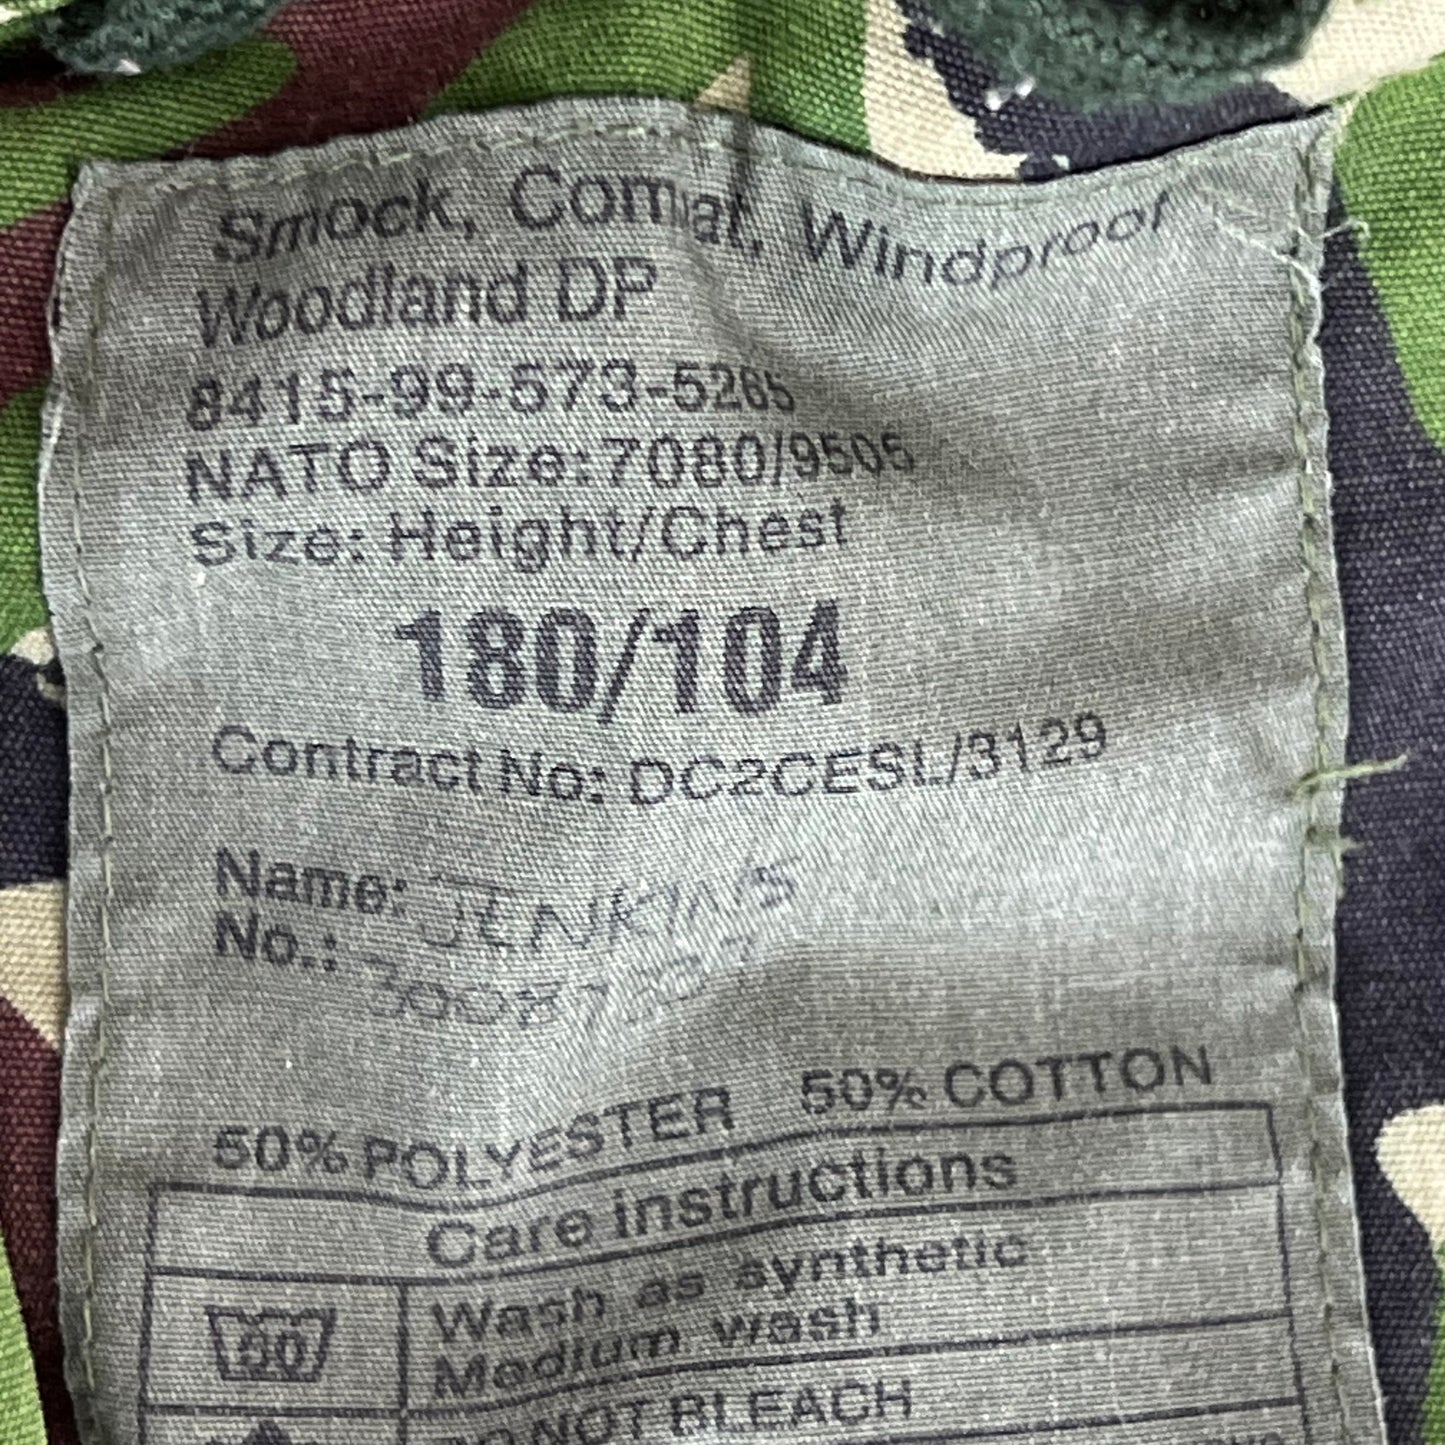 Smock, Combat, Windproof
Woodland DP
8415-99-573-5265
NATO Size:7080/9505
Size: Height/Chest
180/104
Contract No: DC2CESL/3129
Name: JENKINS
No.:
50% POLYESTER 50% COTTON
Care instructions
50 Wash as synthetic
Medium wash
DO NOT BLEACH